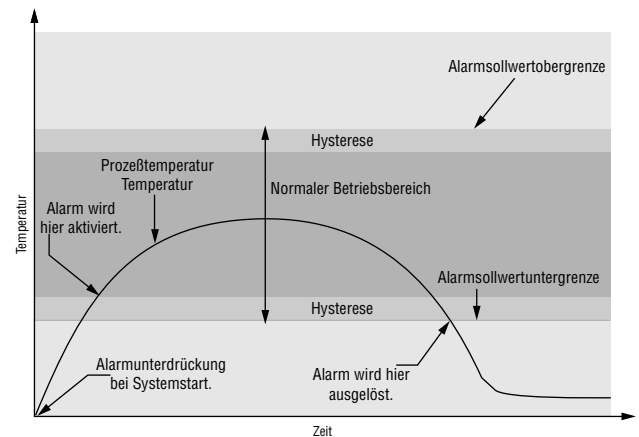 Alarmsollwertobergrenze
Hysterese
Prozeßtemperatur
Temperatur
Normaler Betriebsbereich
Alarm wird
hier aktiviert.
Temperatur
Alarmsollwertuntergrenze
Hysterese
Alarmunterdrückung
bei Systemstart.
Alarm wird hier
ausgelöst.
Zeit